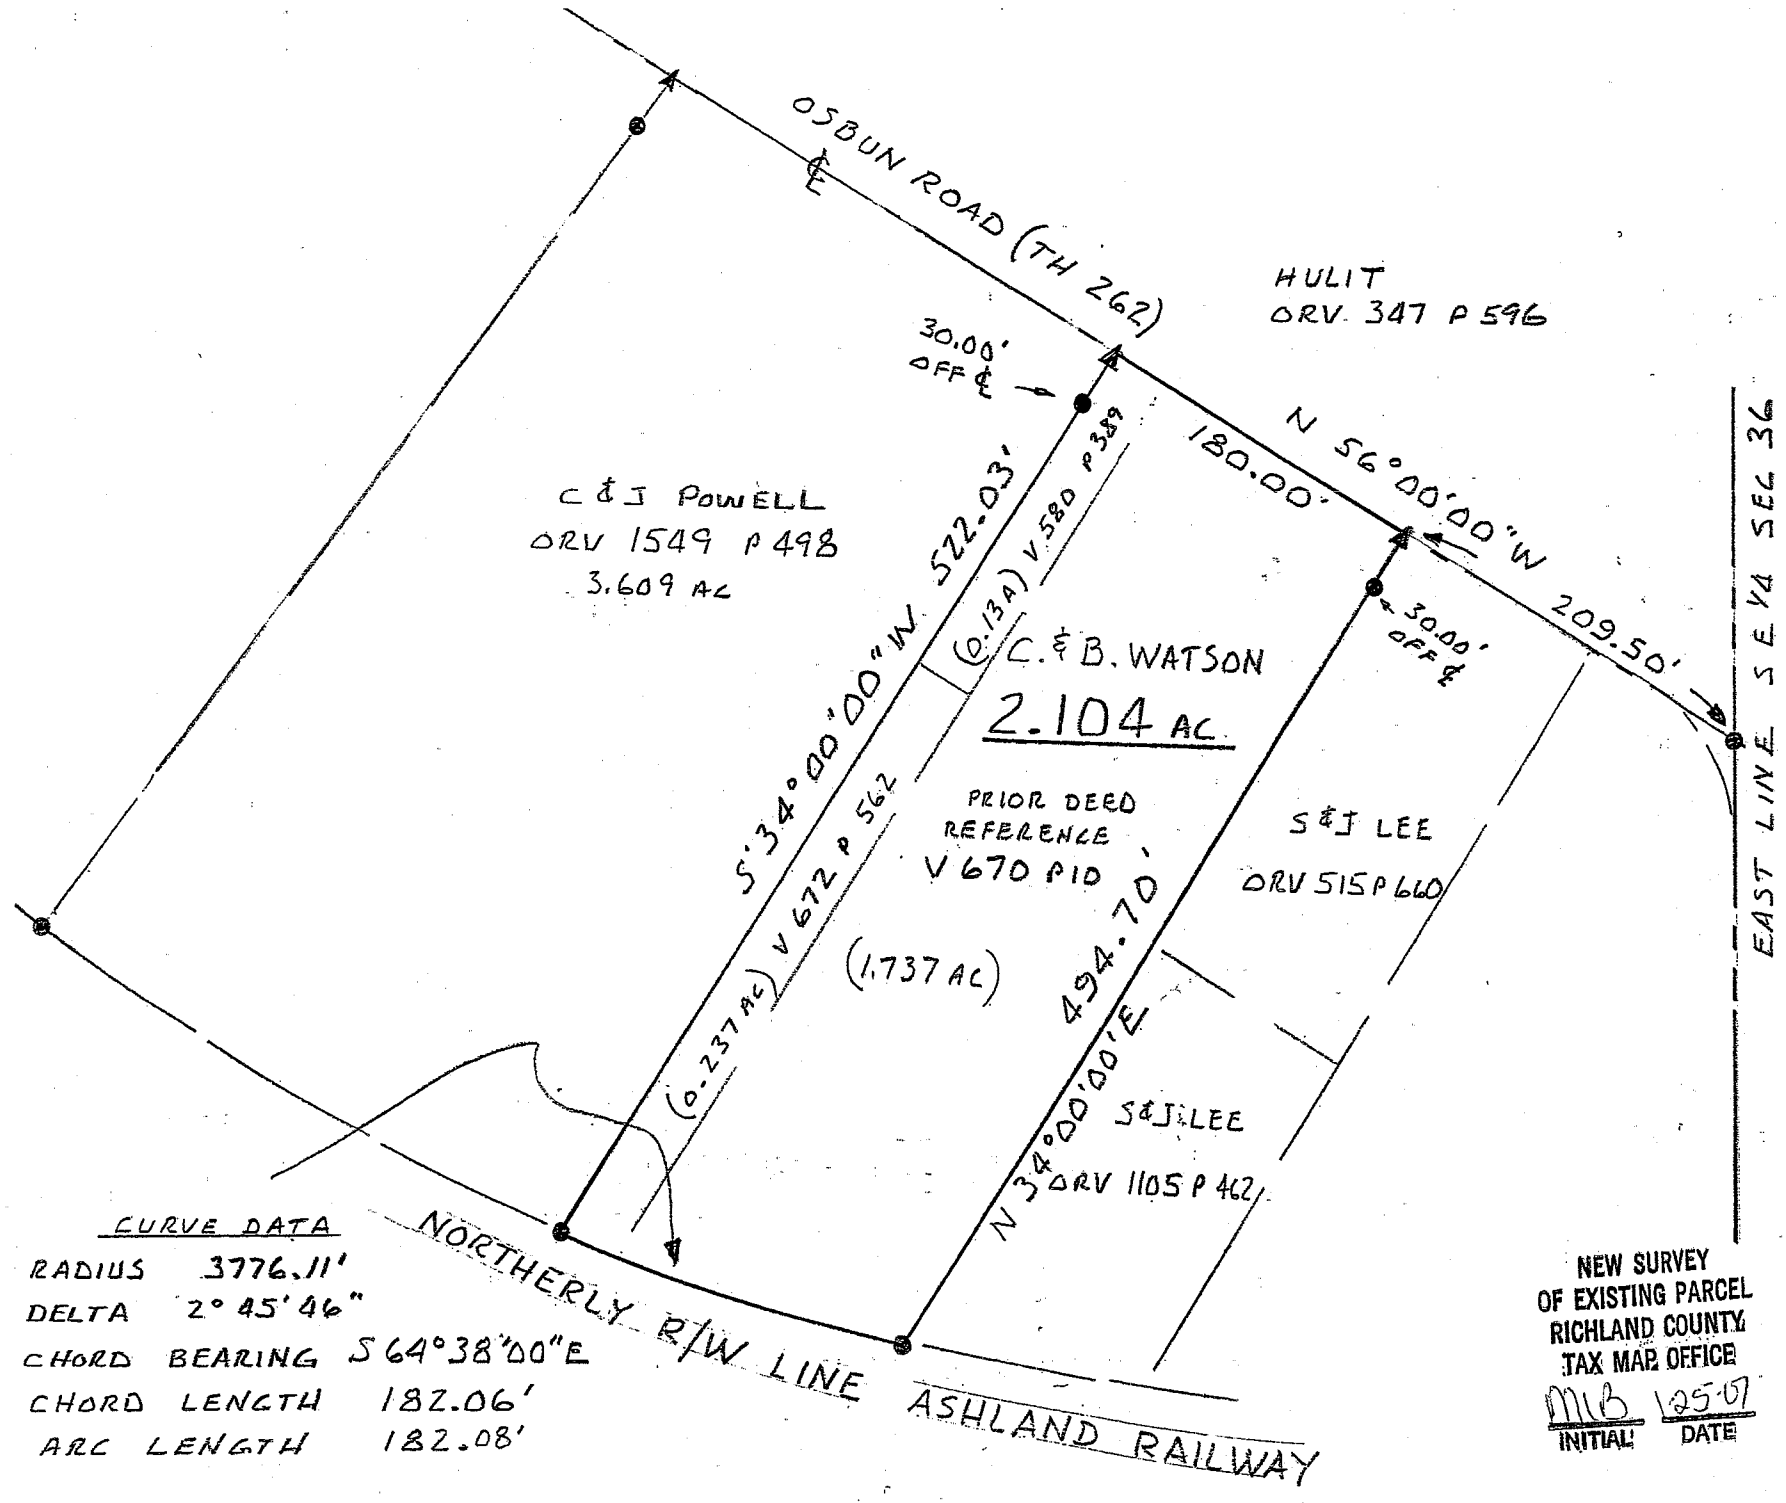 OSBUN ROAD (TH 262)
℄
HULIT
ORV. 347 P 596
30.00'
OFF ℄
N 56°00'00"W
180.00'
209.50'
30.00'
OFF ℄
EAST LINE SE 1/4 SEC 36
C & J POWELL
ORV 1549 P 498
3.609 AC
S 34°00'00"W 522.03'
(0.13A) V 580 P 389
C. & B. WATSON
2.104 AC.
PRIOR DEED
REFERENCE
V 670 P10
(1.737 AC)
(0.237 AC) V 672 P 562
N 34°00'00"E 494.70'
S & J LEE
ORV 515 P 660
S & J LEE
ORV 1105 P 462
NORTHERLY R/W LINE ASHLAND RAILWAY
CURVE DATA
RADIUS 3776.11'
DELTA 2°45'46"
CHORD BEARING S 64°38'00"E
CHORD LENGTH 182.06'
ARC LENGTH 182.08'
NEW SURVEY
OF EXISTING PARCEL
RICHLAND COUNTY
TAX MAP OFFICE
MLB 1-25-07
INITIAL DATE